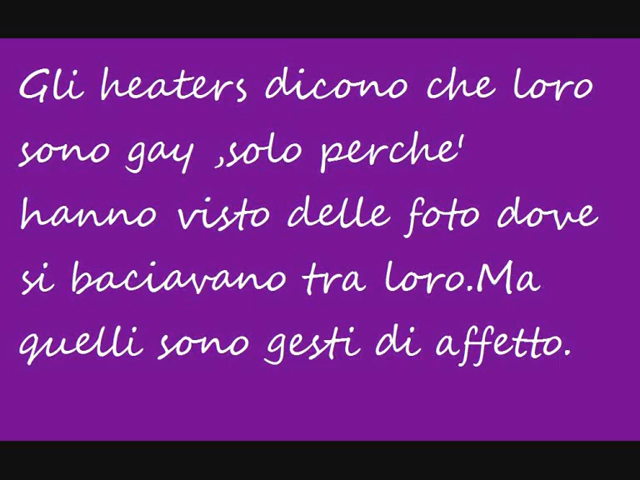 Gli heaters dicono che loro
sono gay ,solo perche'
hanno visto delle foto dove
si baciavano tra loro.Ma
quelli sono gesti di affetto.